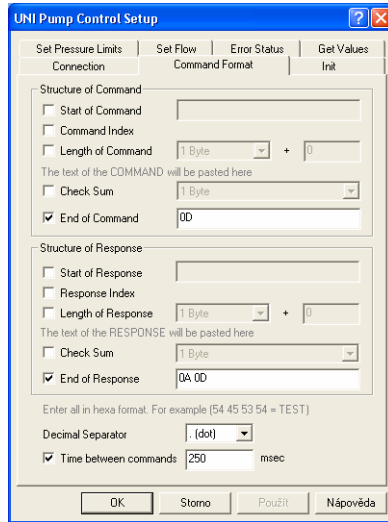 UNI Pump Control Setup
Set Pressure Limits Set Flow Error Status Get Values
Connection Command Format Init
Structure of Command
Start of Command
Command Index
Length of Command 1 Byte + 0
The text of the COMMAND will be pasted here
Check Sum 1 Byte
End of Command 0D
Structure of Response
Start of Response
Response Index
Length of Response 1 Byte + 0
The text of the RESPONSE will be pasted here
Check Sum 1 Byte
End of Response 0A 0D
Enter all in hexa format. For example (54 45 53 54 = TEST)
Decimal Separator . (dot)
Time between commands 250 msec
OK Storno Použít Nápověda